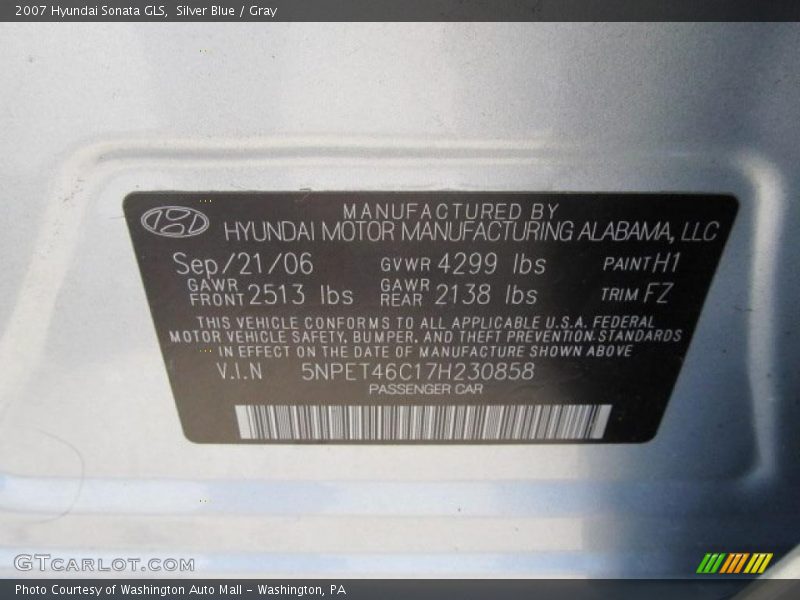 2007 Hyundai Sonata GLS, Silver Blue / Gray
MANUFACTURED BY
HYUNDAI MOTOR MANUFACTURING ALABAMA, LLC
Sep/21/06 GVWR 4299 lbs PAINT H1
GAWR FRONT 2513 lbs GAWR REAR 2138 lbs TRIM FZ
THIS VEHICLE CONFORMS TO ALL APPLICABLE U.S.A. FEDERAL
MOTOR VEHICLE SAFETY, BUMPER, AND THEFT PREVENTION STANDARDS
IN EFFECT ON THE DATE OF MANUFACTURE SHOWN ABOVE
V.I.N 5NPET46C17H230858
PASSENGER CAR
GTCARLOT.COM
Photo Courtesy of Washington Auto Mall - Washington, PA